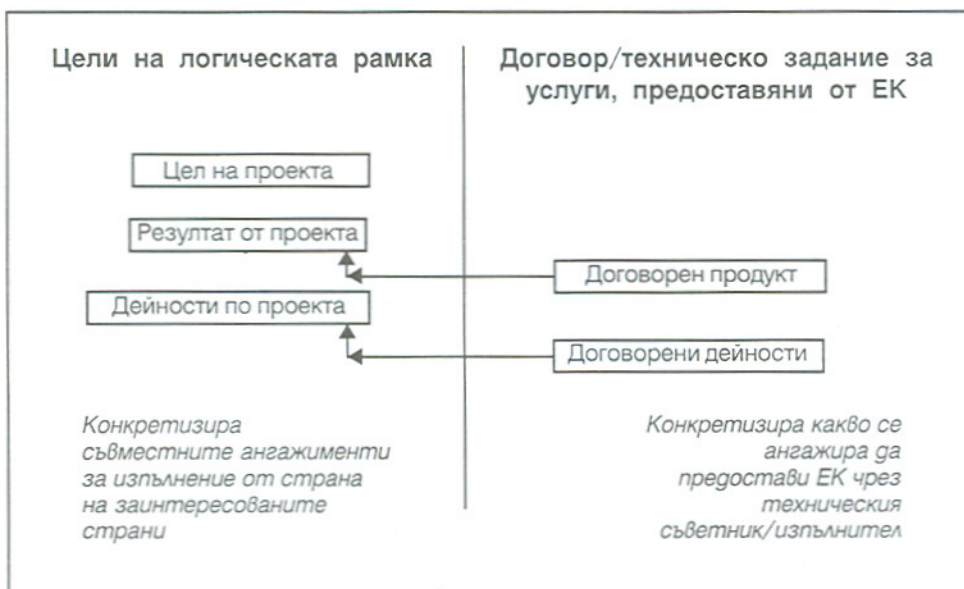 Цели на логическата рамка
Договор/техническо задание за
услуги, предоставяни от ЕК
Цел на проекта
Резултат от проекта
Договорен продукт
Дейности по проекта
Договорени дейности
Конкретизира
съвместните ангажименти
за изпълнение от страна
на заинтересованите
страни
Конкретизира какво се
ангажира да
предостави ЕК чрез
техническия
съветник/изпълнител